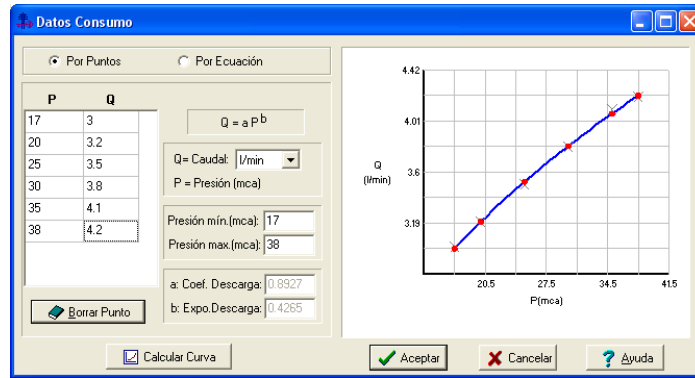 Datos Consumo
Por Puntos Por Ecuación
P Q
17 3
20 3.2
25 3.5
30 3.8
35 4.1
38 4.2
Borrar Punto
Q = a P^b
Q= Caudal: l/min
P = Presión (mca)
Presión mín.(mca): 17
Presión max.(mca): 38
a: Coef. Descarga: 0.8927
b: Expo.Descarga: 0.4265
Calcular Curva
4.42
4.01
Q
(l/min)
3.6
3.19
20.5 27.5 34.5 41.5
P(mca)
Aceptar Cancelar Ayuda